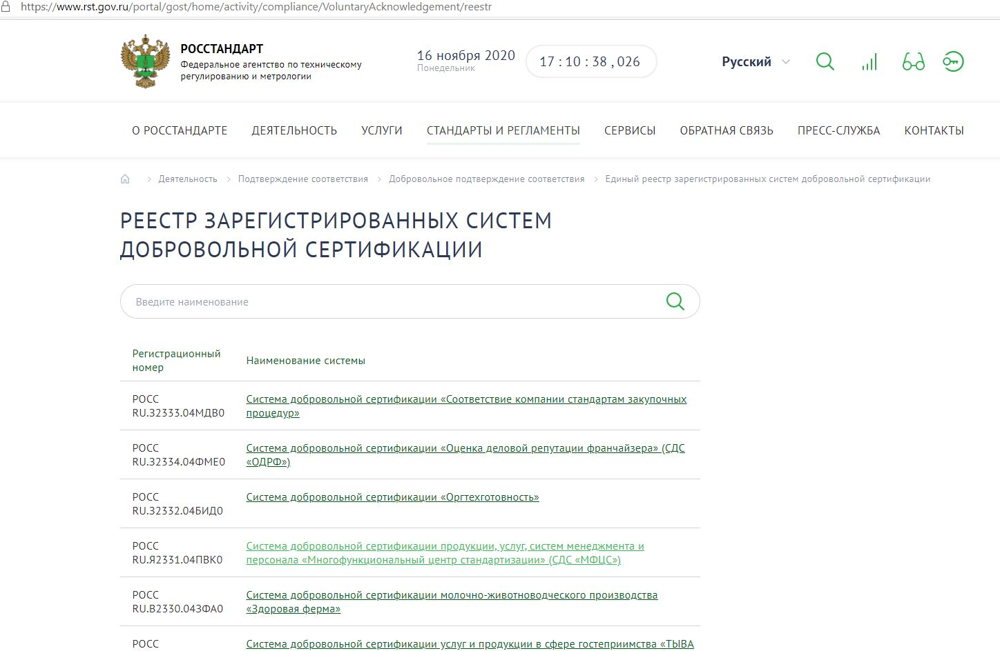 https://www.rst.gov.ru/portal/gost/home/activity/compliance/VoluntaryAcknowledgement/reestr
РОССТАНДАРТ
Федеральное агентство по техническому
регулированию и метрологии
16 ноября 2020
Понедельник
17 : 10 : 38 , 026
Русский
О РОССТАНДАРТЕ ДЕЯТЕЛЬНОСТЬ УСЛУГИ СТАНДАРТЫ И РЕГЛАМЕНТЫ СЕРВИСЫ ОБРАТНАЯ СВЯЗЬ ПРЕСС-СЛУЖБА КОНТАКТЫ
Деятельность > Подтверждение соответствия > Добровольное подтверждение соответствия > Единый реестр зарегистрированных систем добровольной сертификации
РЕЕСТР ЗАРЕГИСТРИРОВАННЫХ СИСТЕМ
ДОБРОВОЛЬНОЙ СЕРТИФИКАЦИИ
Введите наименование
Регистрационный
номер
Наименование системы
РОСС
RU.32333.04МДВ0
Система добровольной сертификации «Соответствие компании стандартам закупочных
процедур»
РОСС
RU.32334.04ФМЕ0
Система добровольной сертификации «Оценка деловой репутации франчайзера» (СДС
«ОДРФ»)
РОСС
RU.32332.04БИД0
Система добровольной сертификации «Оргтехготовность»
РОСС
RU.Я2331.04ПВК0
Система добровольной сертификации продукции, услуг, систем менеджмента и
персонала «Многофункциональный центр стандартизации» (СДС «МФЦС»)
РОСС
RU.В2330.04ЗФА0
Система добровольной сертификации молочно-животноводческого производства
«Здоровая ферма»
РОСС
Система добровольной сертификации услуг и продукции в сфере гостеприимства «ТЫВА